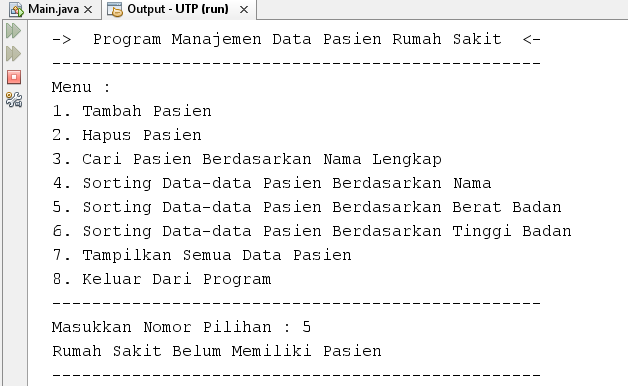 Main.java × Output - UTP (run) ×
-> Program Manajemen Data Pasien Rumah Sakit <-
-------------------------------------------------
Menu :
1. Tambah Pasien
2. Hapus Pasien
3. Cari Pasien Berdasarkan Nama Lengkap
4. Sorting Data-data Pasien Berdasarkan Nama
5. Sorting Data-data Pasien Berdasarkan Berat Badan
6. Sorting Data-data Pasien Berdasarkan Tinggi Badan
7. Tampilkan Semua Data Pasien
8. Keluar Dari Program
-------------------------------------------------
Masukkan Nomor Pilihan : 5
Rumah Sakit Belum Memiliki Pasien
-------------------------------------------------